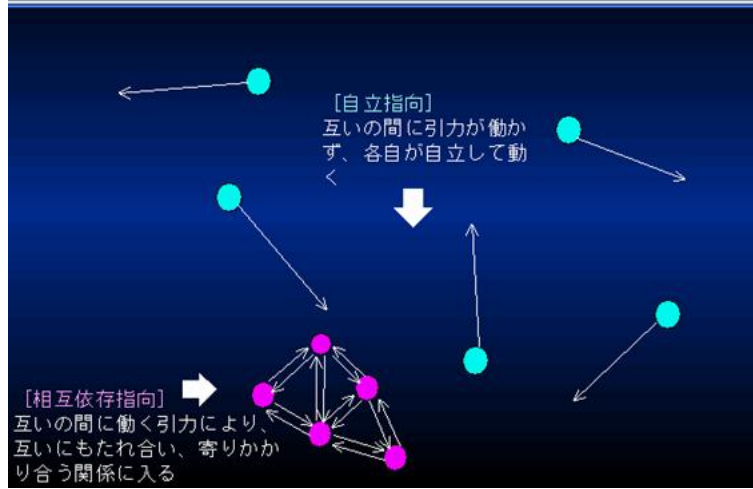 [自立指向]
互いの間に引力が働か
ず、各自が自立して動
く
[相互依存指向]
互いの間に働く引力により、
互いにもたれ合い、寄りかか
り合う関係に入る